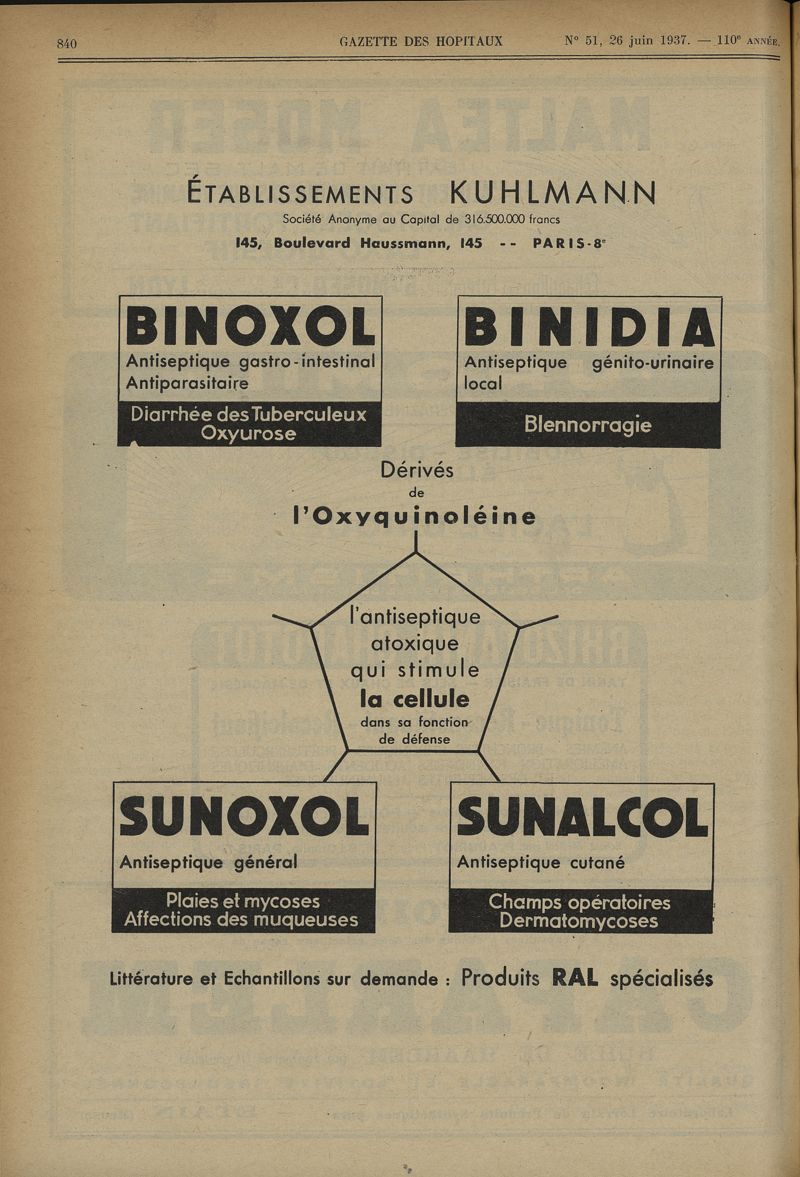 840
GAZETTE DES HOPITAUX
N° 51, 26 juin 1937. — 110e ANNÉE.
ÉTABLISSEMENTS KUHLMANN
Société Anonyme au Capital de 316.500.000 francs
145, Boulevard Haussmann, 145 -- PARIS-8e
BINOXOL
Antiseptique gastro-intestinal
Antiparasitaire
Diarrhée des Tuberculeux
Oxyurose
BINIDIA
Antiseptique génito-urinaire
local
Blennorragie
Dérivés
de
l'Oxyquinoléine
l'antiseptique
atoxique
qui stimule
la cellule
dans sa fonction
de défense
SUNOXOL
Antiseptique général
Plaies et mycoses
Affections des muqueuses
SUNALCOL
Antiseptique cutané
Champs opératoires
Dermatomycoses
Littérature et Echantillons sur demande : Produits RAL spécialisés